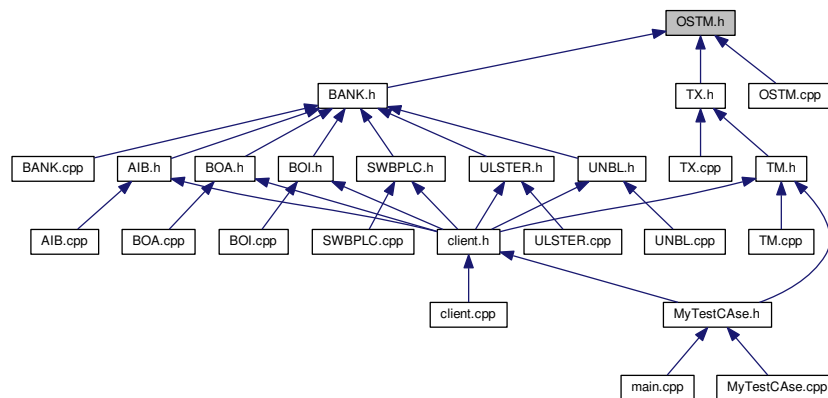 OSTM.h
BANK.h
TX.h
OSTM.cpp
BANK.cpp
AIB.h
BOA.h
BOI.h
SWBPLC.h
ULSTER.h
UNBL.h
TX.cpp
TM.h
AIB.cpp
BOA.cpp
BOI.cpp
SWBPLC.cpp
client.h
ULSTER.cpp
UNBL.cpp
TM.cpp
client.cpp
MyTestCAse.h
main.cpp
MyTestCAse.cpp